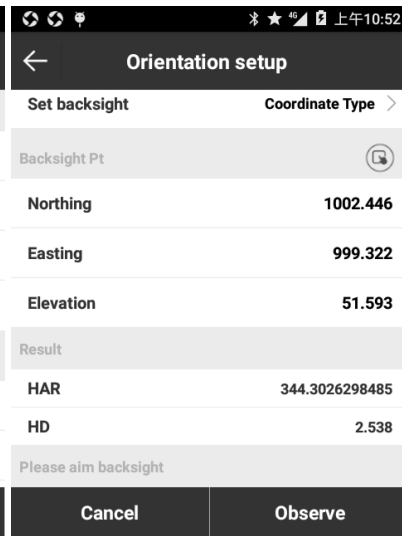 4G 上午10:52
Orientation setup
Set backsight Coordinate Type
Backsight Pt
Northing 1002.446
Easting 999.322
Elevation 51.593
Result
HAR 344.3026298485
HD 2.538
Please aim backsight
Cancel Observe